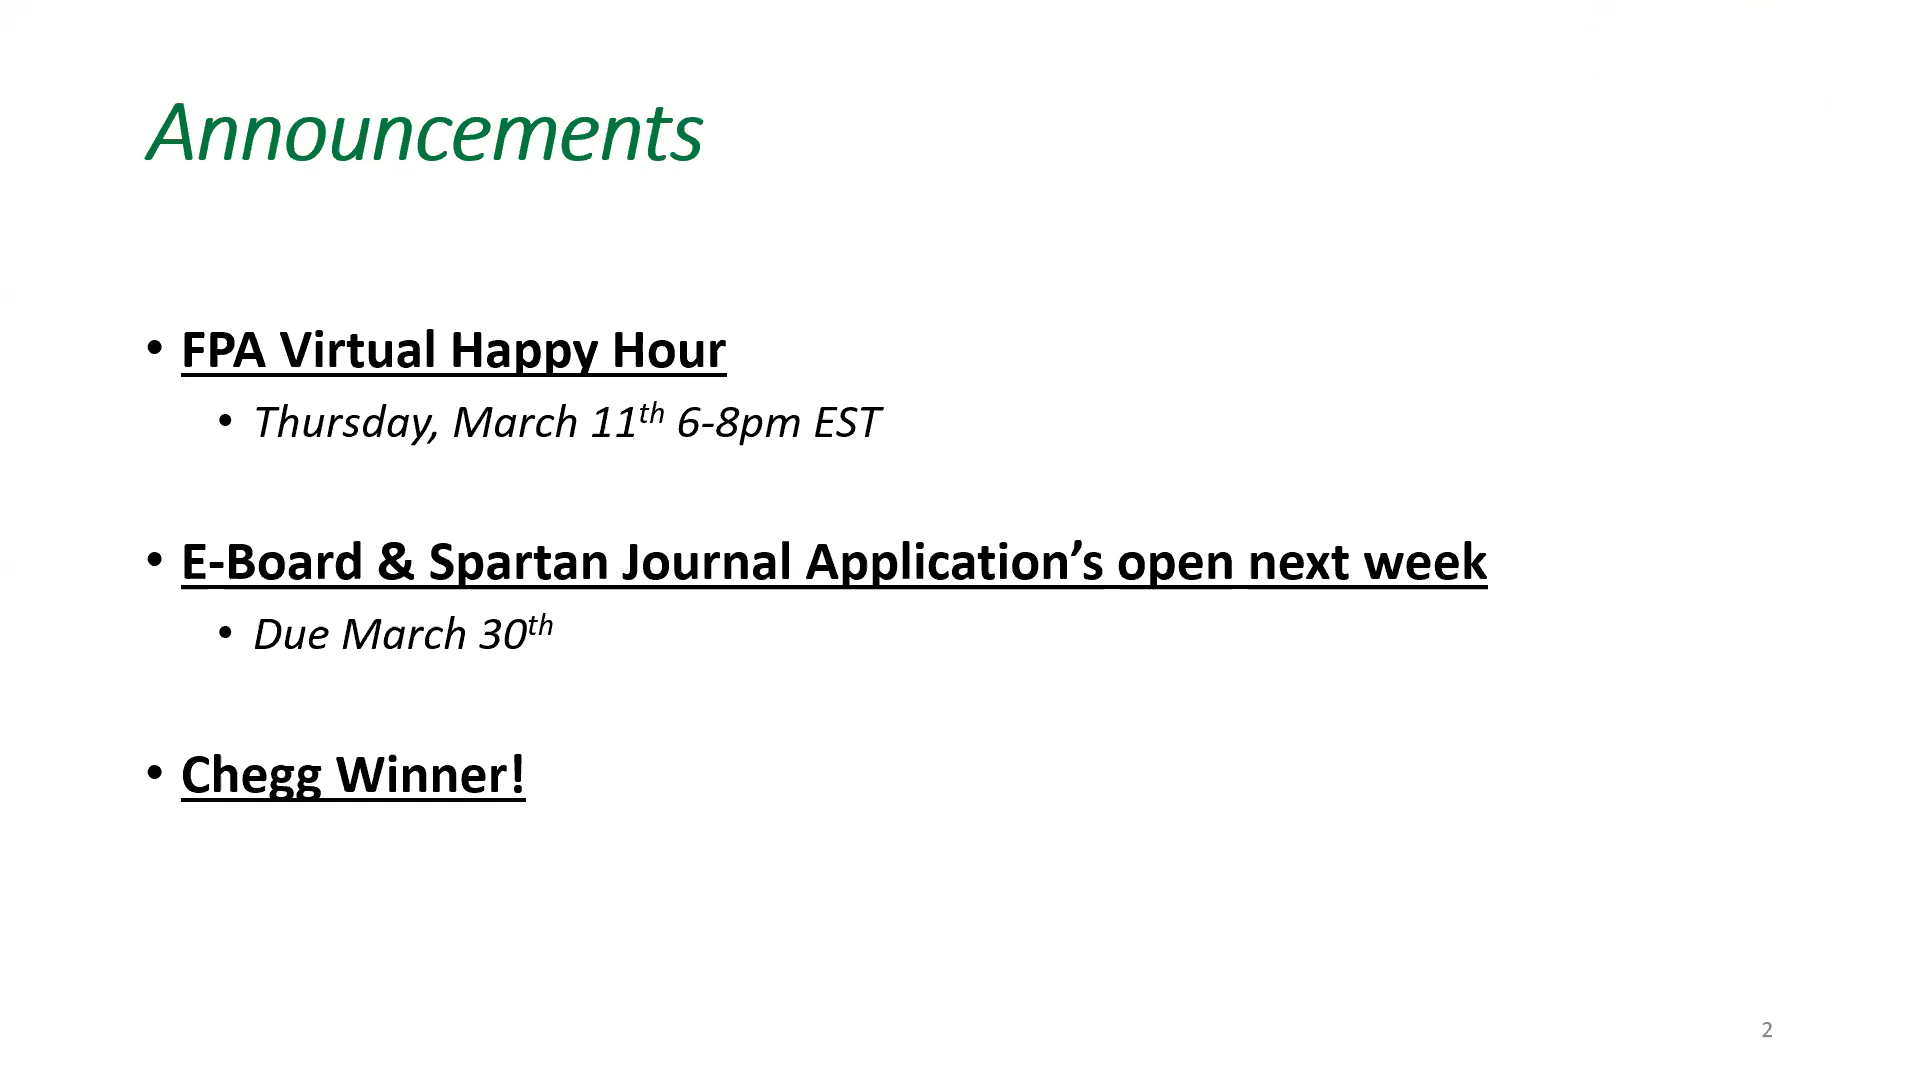 Announcements
• FPA Virtual Happy Hour
• Thursday, March 11th 6-8pm EST
• E-Board & Spartan Journal Application’s open next week
• Due March 30th
• Chegg Winner!
2